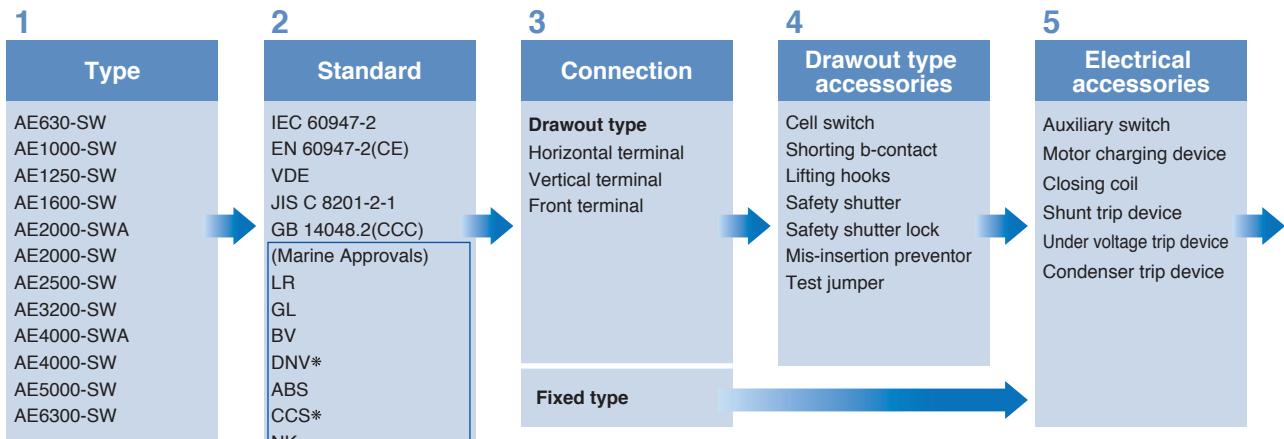 1
Type
AE630-SW
AE1000-SW
AE1250-SW
AE1600-SW
AE2000-SWA
AE2000-SW
AE2500-SW
AE3200-SW
AE4000-SWA
AE4000-SW
AE5000-SW
AE6300-SW
2
Standard
IEC 60947-2
EN 60947-2(CE)
VDE
JIS C 8201-2-1
GB 14048.2(CCC)
(Marine Approvals)
LR
GL
BV
DNV*
ABS
CCS*
3
Connection
Drawout type
Horizontal terminal
Vertical terminal
Front terminal
Fixed type
4
Drawout type
accessories
Cell switch
Shorting b-contact
Lifting hooks
Safety shutter
Safety shutter lock
Mis-insertion preventor
Test jumper
5
Electrical
accessories
Auxiliary switch
Motor charging device
Closing coil
Shunt trip device
Under voltage trip device
Condenser trip device